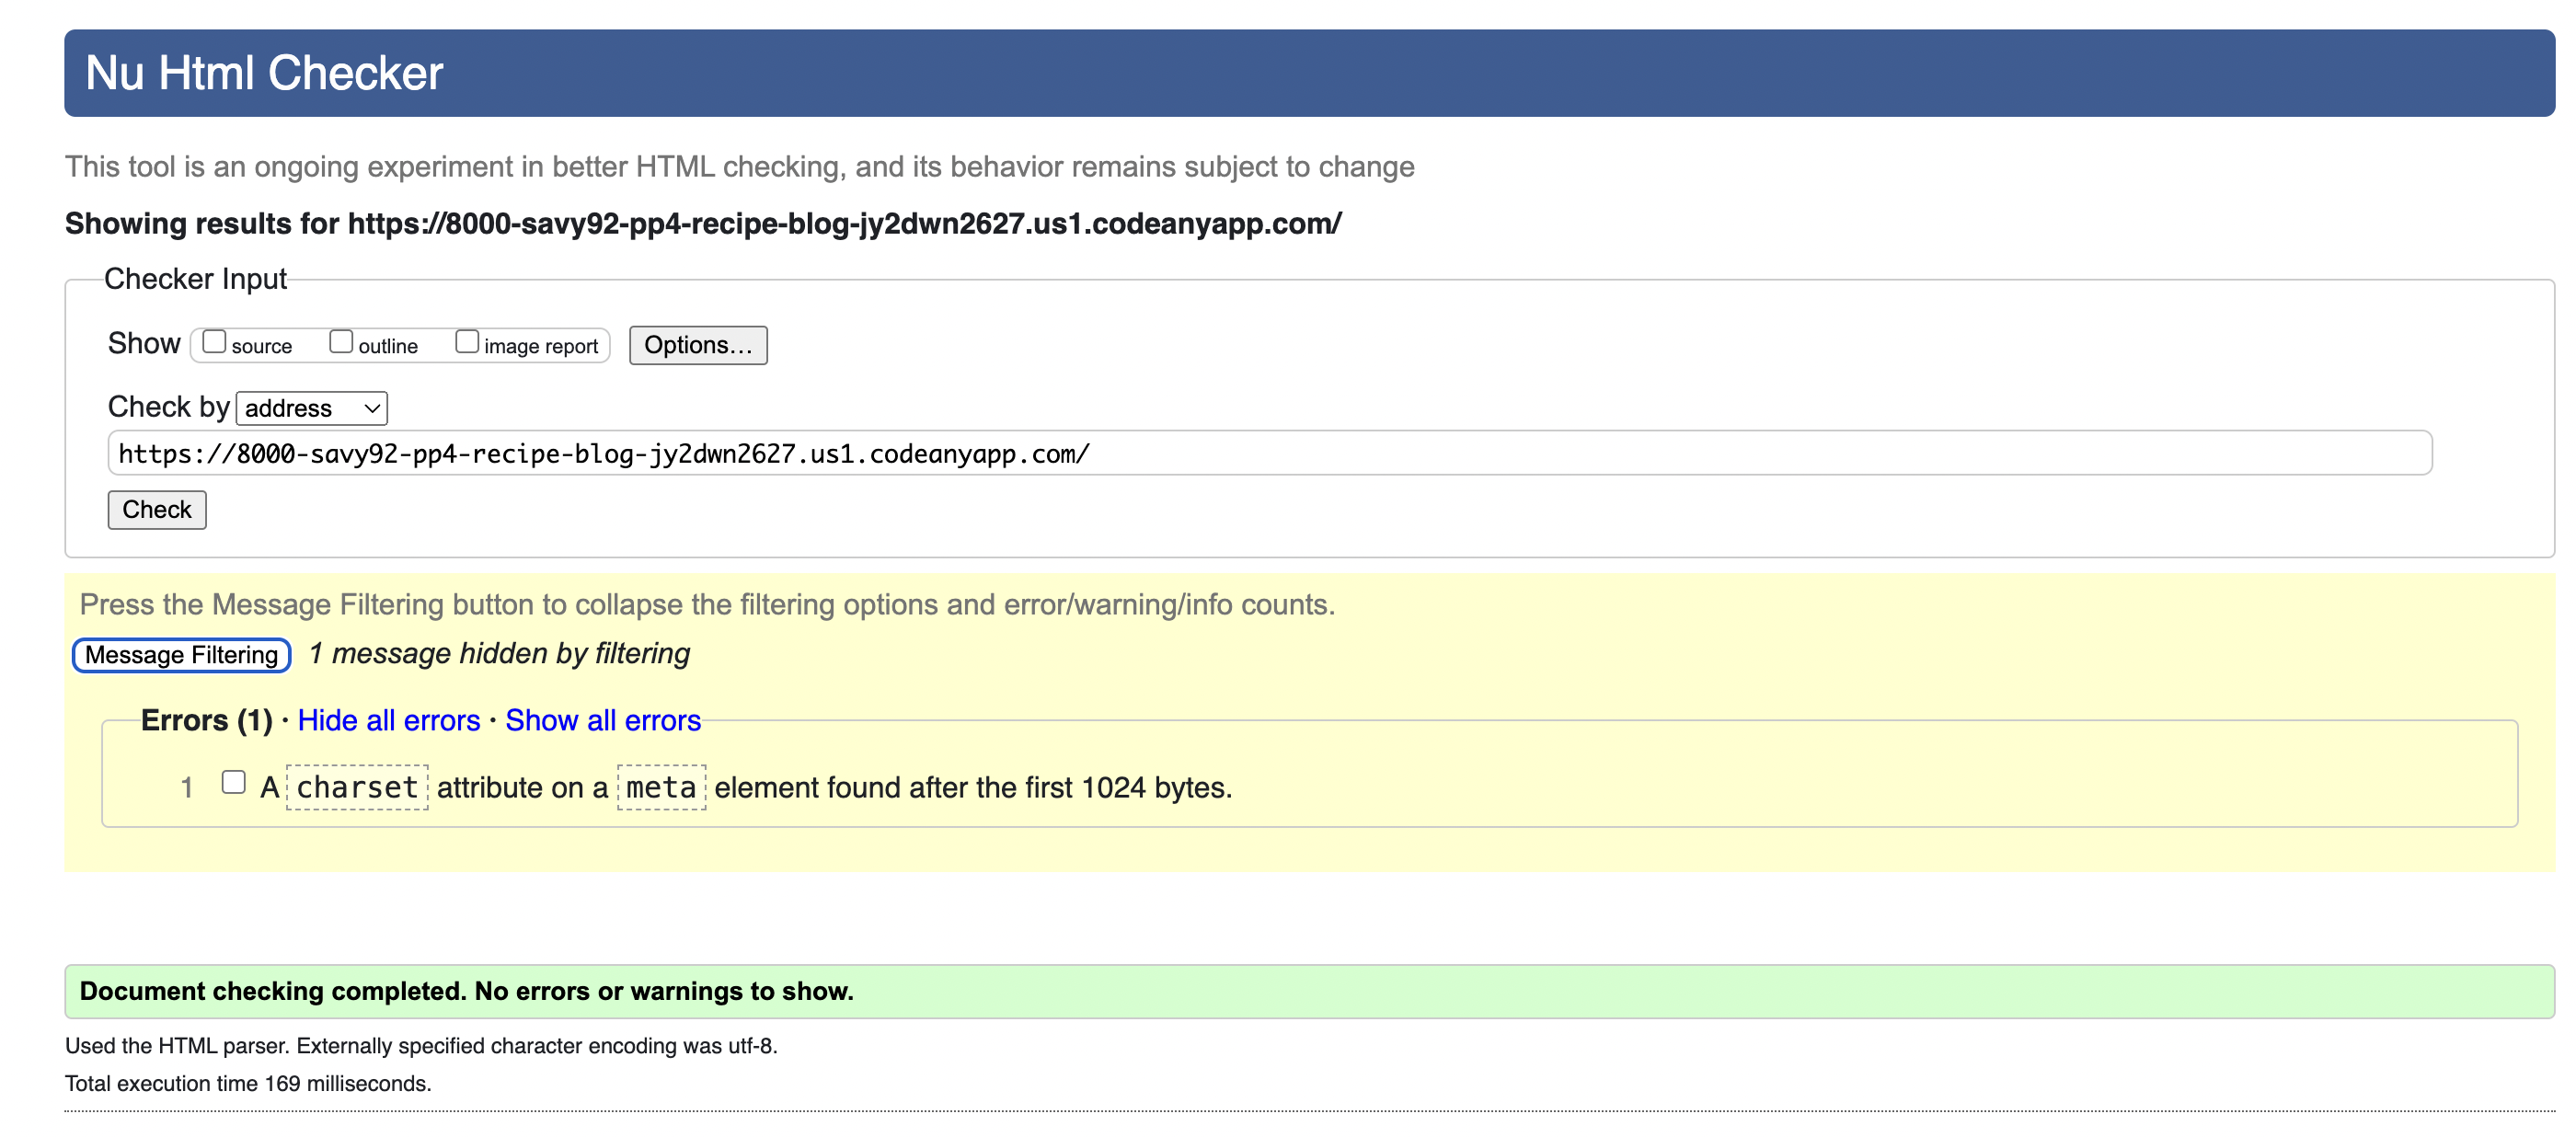 Nu Html Checker
This tool is an ongoing experiment in better HTML checking, and its behavior remains subject to change
Showing results for https://8000-savy92-pp4-recipe-blog-jy2dwn2627.us1.codeanyapp.com/
Checker Input
Show source outline image report Options...
Check by address
https://8000-savy92-pp4-recipe-blog-jy2dwn2627.us1.codeanyapp.com/
Check
Press the Message Filtering button to collapse the filtering options and error/warning/info counts.
Message Filtering 1 message hidden by filtering
Errors (1) · Hide all errors · Show all errors
1 A charset attribute on a meta element found after the first 1024 bytes.
Document checking completed. No errors or warnings to show.
Used the HTML parser. Externally specified character encoding was utf-8.
Total execution time 169 milliseconds.